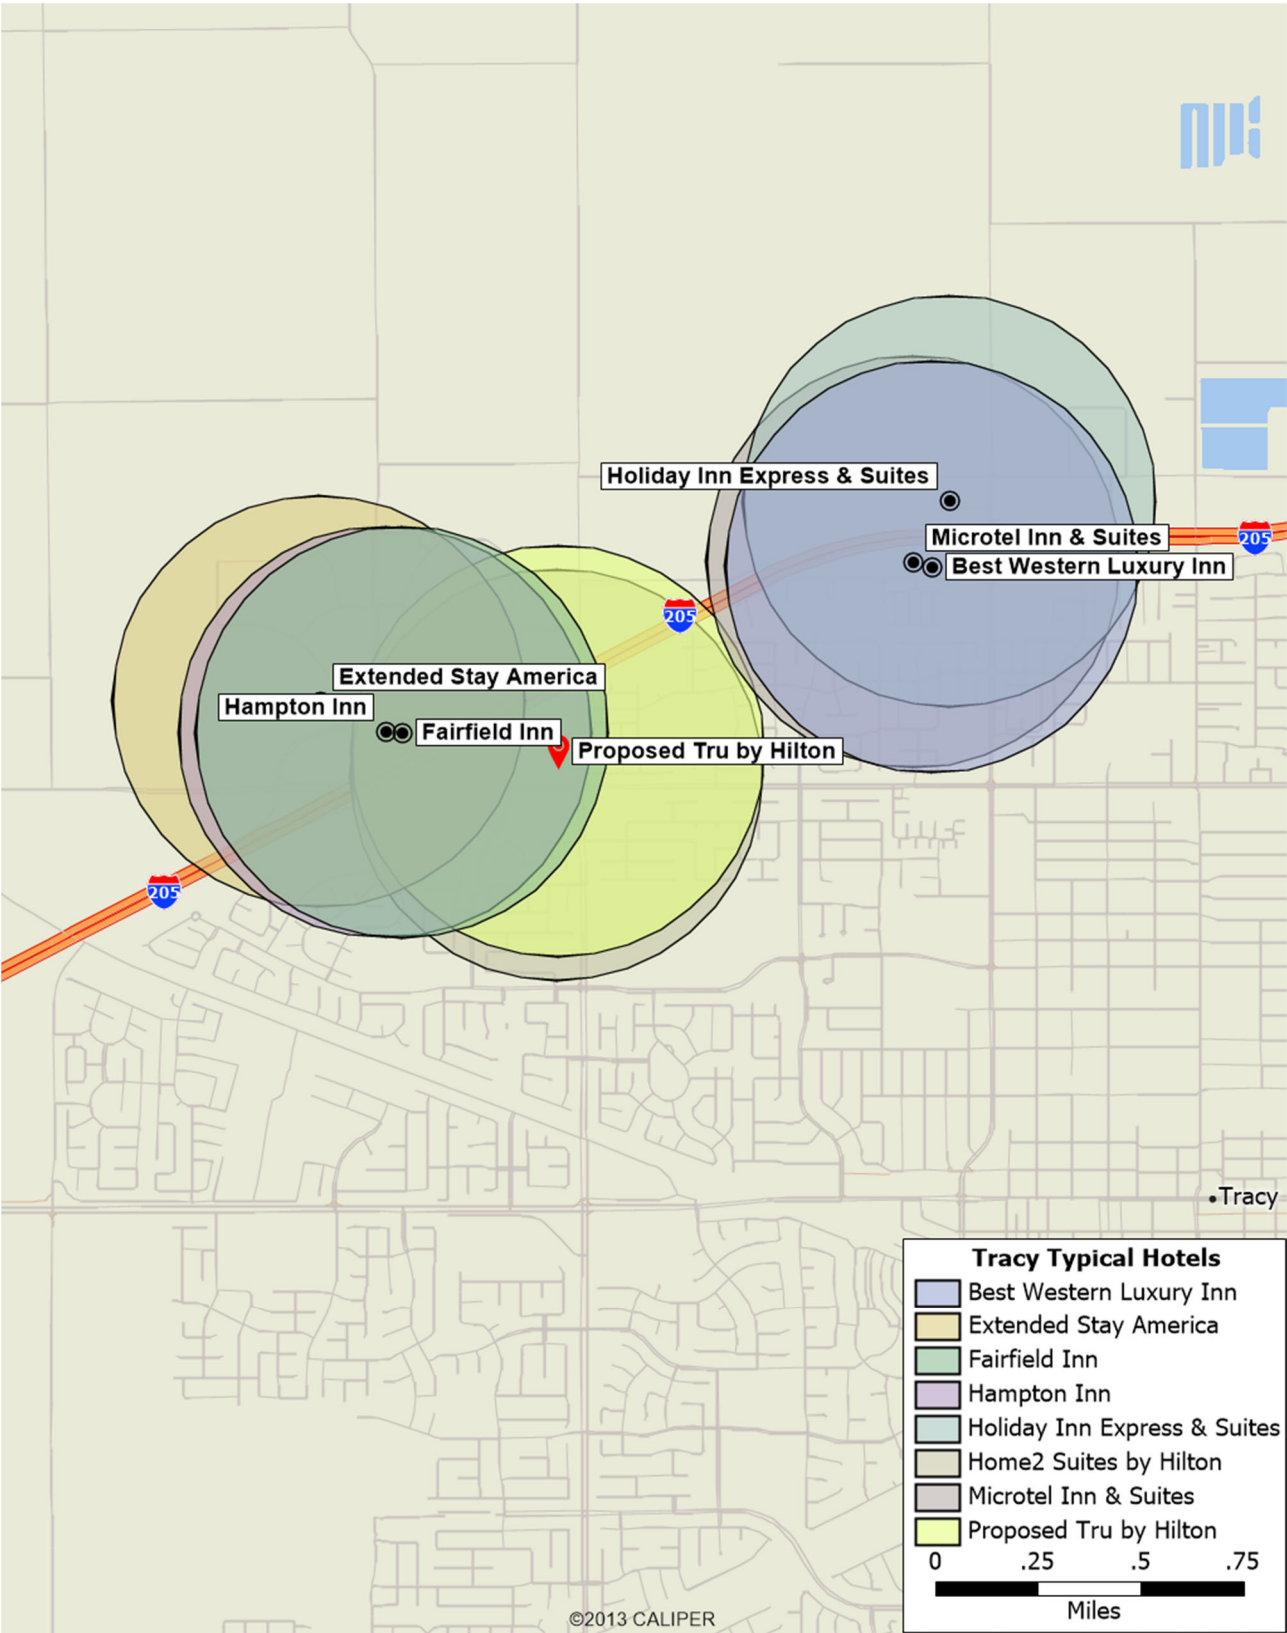 Holiday Inn Express & Suites
Microtel Inn & Suites
205
Best Western Luxury Inn
205
Extended Stay America
Hampton Inn
Fairfield Inn
Proposed Tru by Hilton
205
Tracy
Tracy Typical Hotels
Best Western Luxury Inn
Extended Stay America
Fairfield Inn
Hampton Inn
Holiday Inn Express & Suites
Home2 Suites by Hilton
Microtel Inn & Suites
Proposed Tru by Hilton
0 .25 .5 .75
Miles
©2013 CALIPER